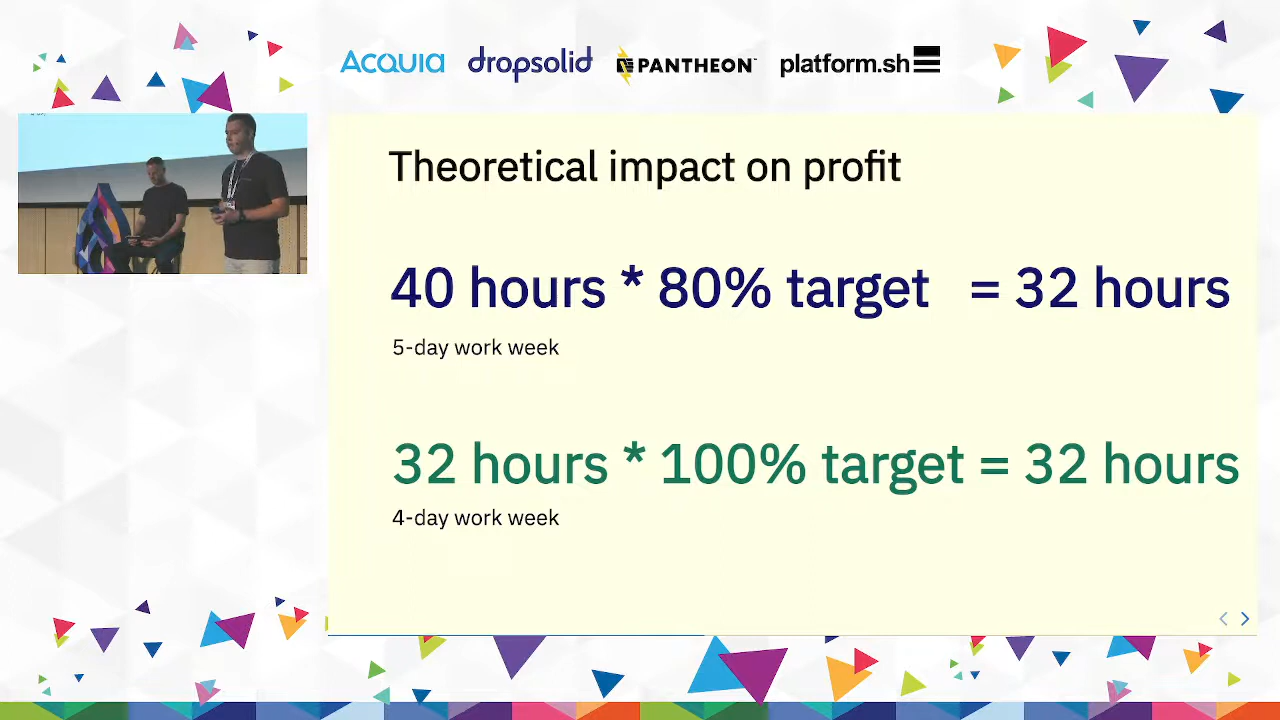 ACQUIA dropsolid PANTHEON platform.sh
Theoretical impact on profit
40 hours * 80% target = 32 hours
5-day work week
32 hours * 100% target = 32 hours
4-day work week